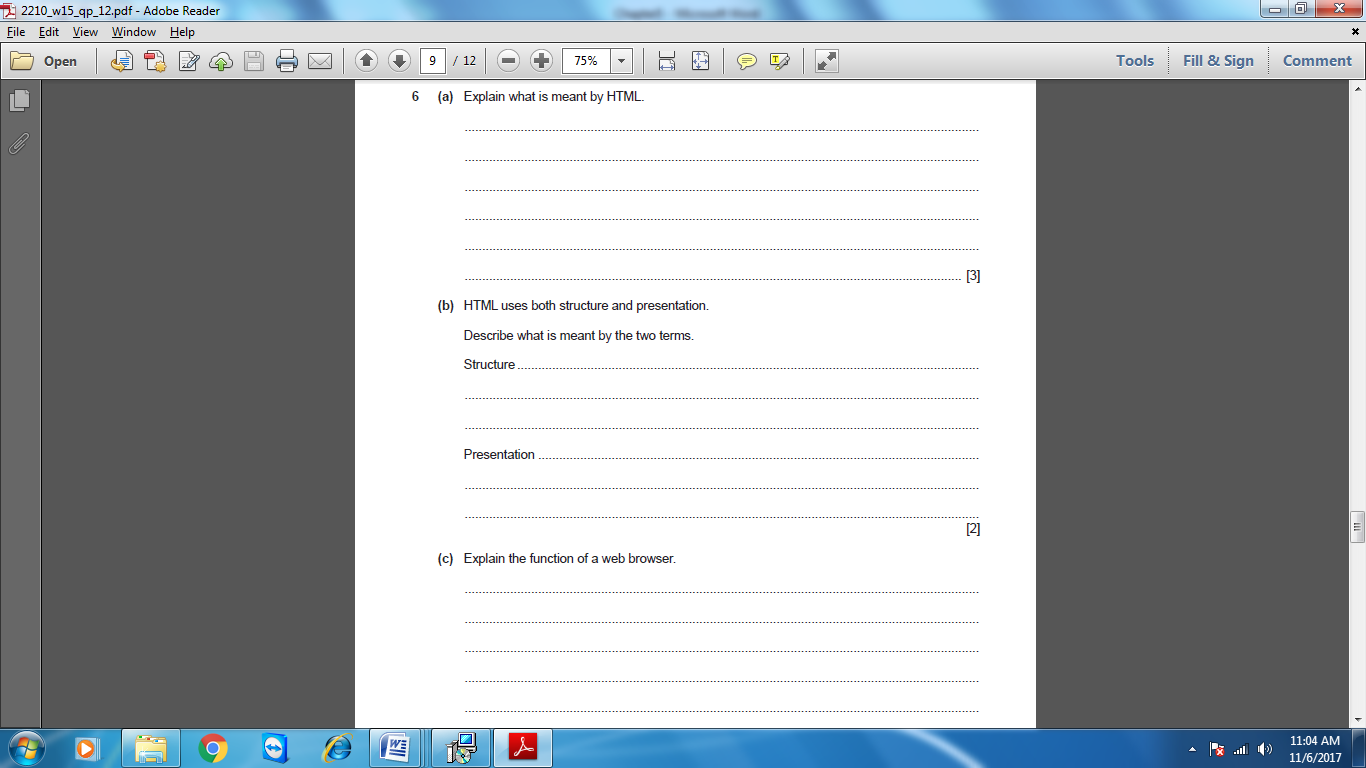 2210_w15_qp_12.pdf - Adobe Reader
File Edit View Window Help
Open 9 / 12 75% Tools Fill & Sign Comment
6 (a) Explain what is meant by HTML.
[3]
(b) HTML uses both structure and presentation.
Describe what is meant by the two terms.
Structure
Presentation
[2]
(c) Explain the function of a web browser.
11:04 AM
11/6/2017